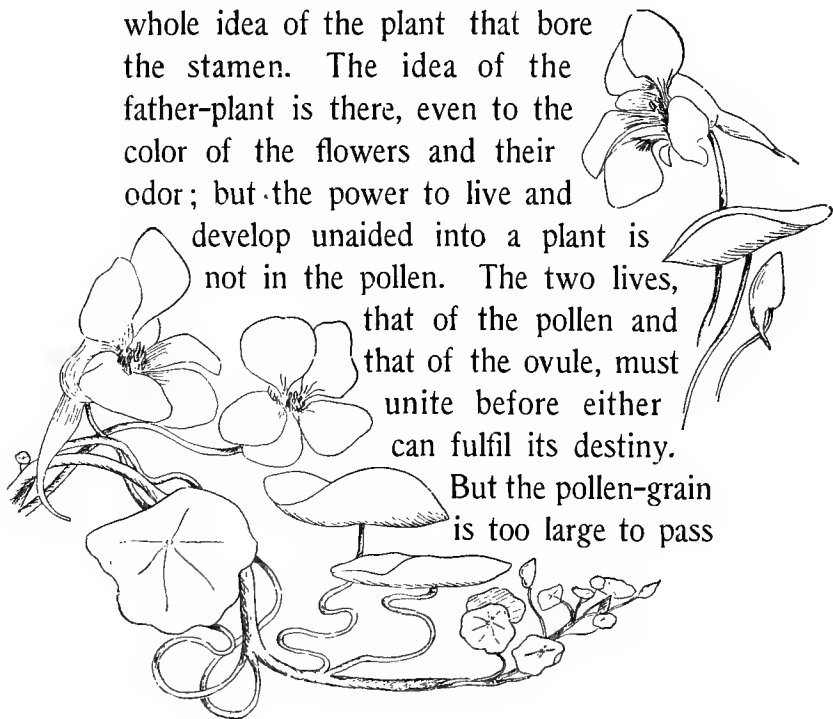 whole idea of the plant that bore
the stamen. The idea of the
father-plant is there, even to the
color of the flowers and their
odor; but the power to live and
develop unaided into a plant is
not in the pollen. The two lives,
that of the pollen and
that of the ovule, must
unite before either
can fulfil its destiny.
But the pollen-grain
is too large to pass